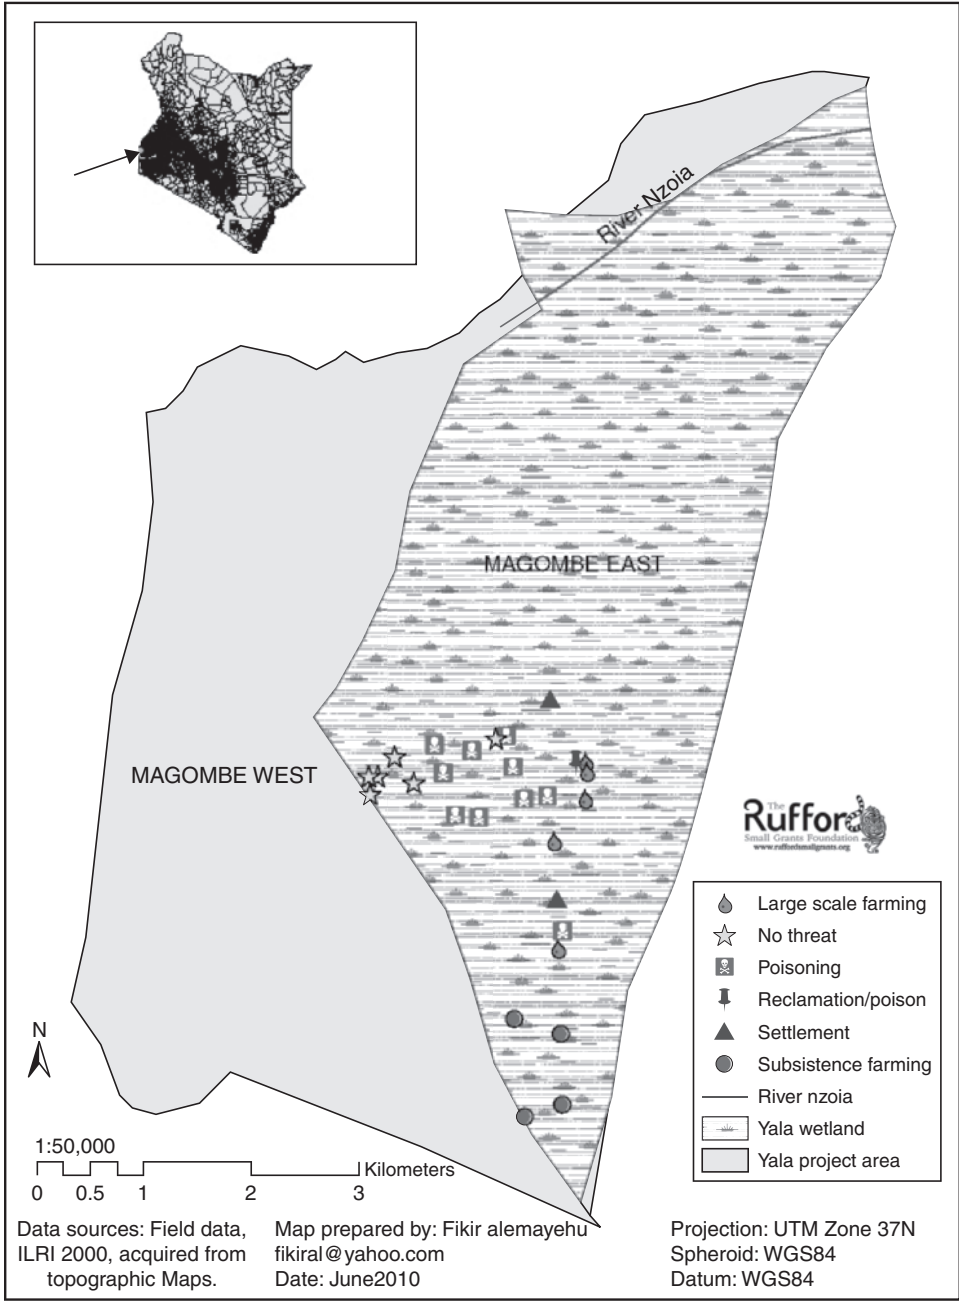 River Nzoia
MAGOMBE EAST
MAGOMBE WEST
The
Rufford
Small Grants Foundation
www.ruffordsmallgrants.org
Large scale farming
No threat
Poisoning
Reclamation/poison
Settlement
Subsistence farming
River nzoia
Yala wetland
Yala project area
N
1:50,000
Kilometers
0 0.5 1 2 3
Data sources: Field data,
ILRI 2000, acquired from
topographic Maps.
Map prepared by: Fikir alemayehu
fikiral@yahoo.com
Date: June2010
Projection: UTM Zone 37N
Spheroid: WGS84
Datum: WGS84